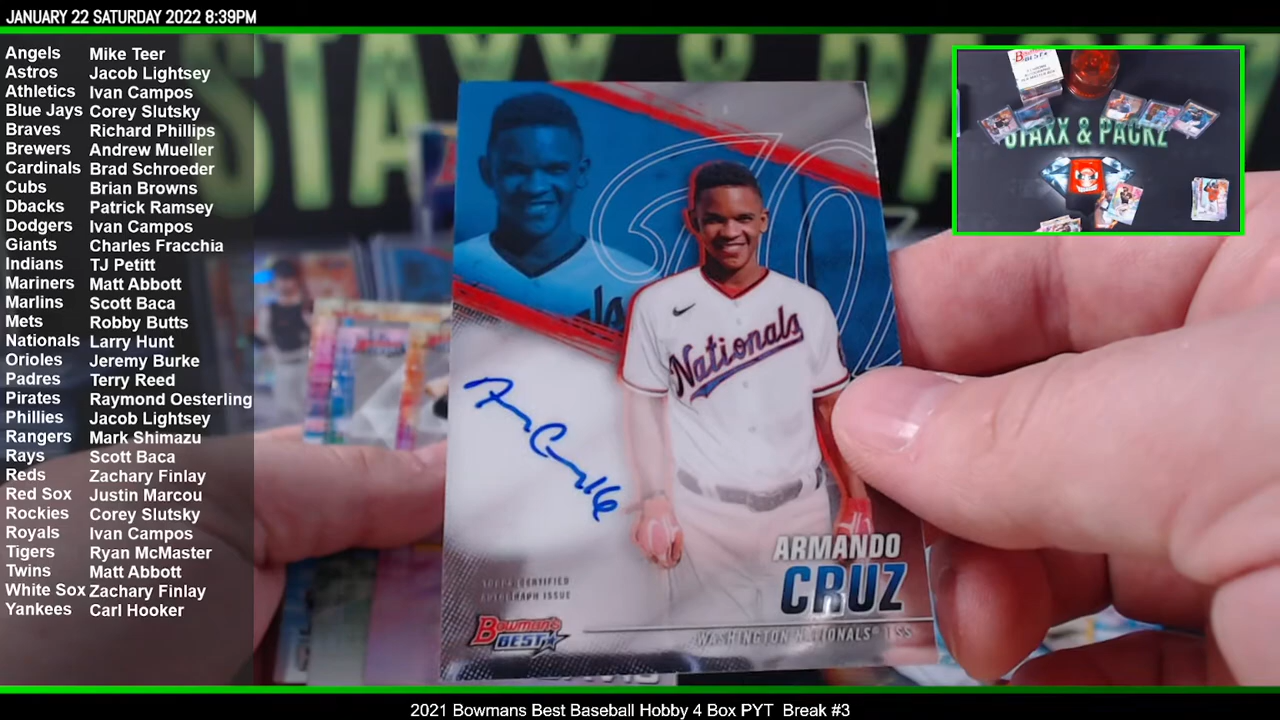 JANUARY 22 SATURDAY 2022 8:39PM
Angels Mike Teer
Astros Jacob Lightsey
Athletics Ivan Campos
Blue Jays Corey Slutsky
Braves Richard Phillips
Brewers Andrew Mueller
Cardinals Brad Schroeder
Cubs Brian Browns
Dbacks Patrick Ramsey
Dodgers Ivan Campos
Giants Charles Fracchia
Indians TJ Petitt
Mariners Matt Abbott
Marlins Scott Baca
Mets Robby Butts
Nationals Larry Hunt
Orioles Jeremy Burke
Padres Terry Reed
Pirates Raymond Oesterling
Phillies Jacob Lightsey
Rangers Mark Shimazu
Rays Scott Baca
Reds Zachary Finlay
Red Sox Justin Marcou
Rockies Corey Slutsky
Royals Ivan Campos
Tigers Ryan McMaster
Twins Matt Abbott
White Sox Zachary Finlay
Yankees Carl Hooker
STAXX & PACKZ
Nationals
ARMANDO
CRUZ
TOPPS CERTIFIED
AUTOGRAPH ISSUE
Bowman's
BEST
WASHINGTON NATIONALS® | SS
2021 Bowmans Best Baseball Hobby 4 Box PYT Break #3